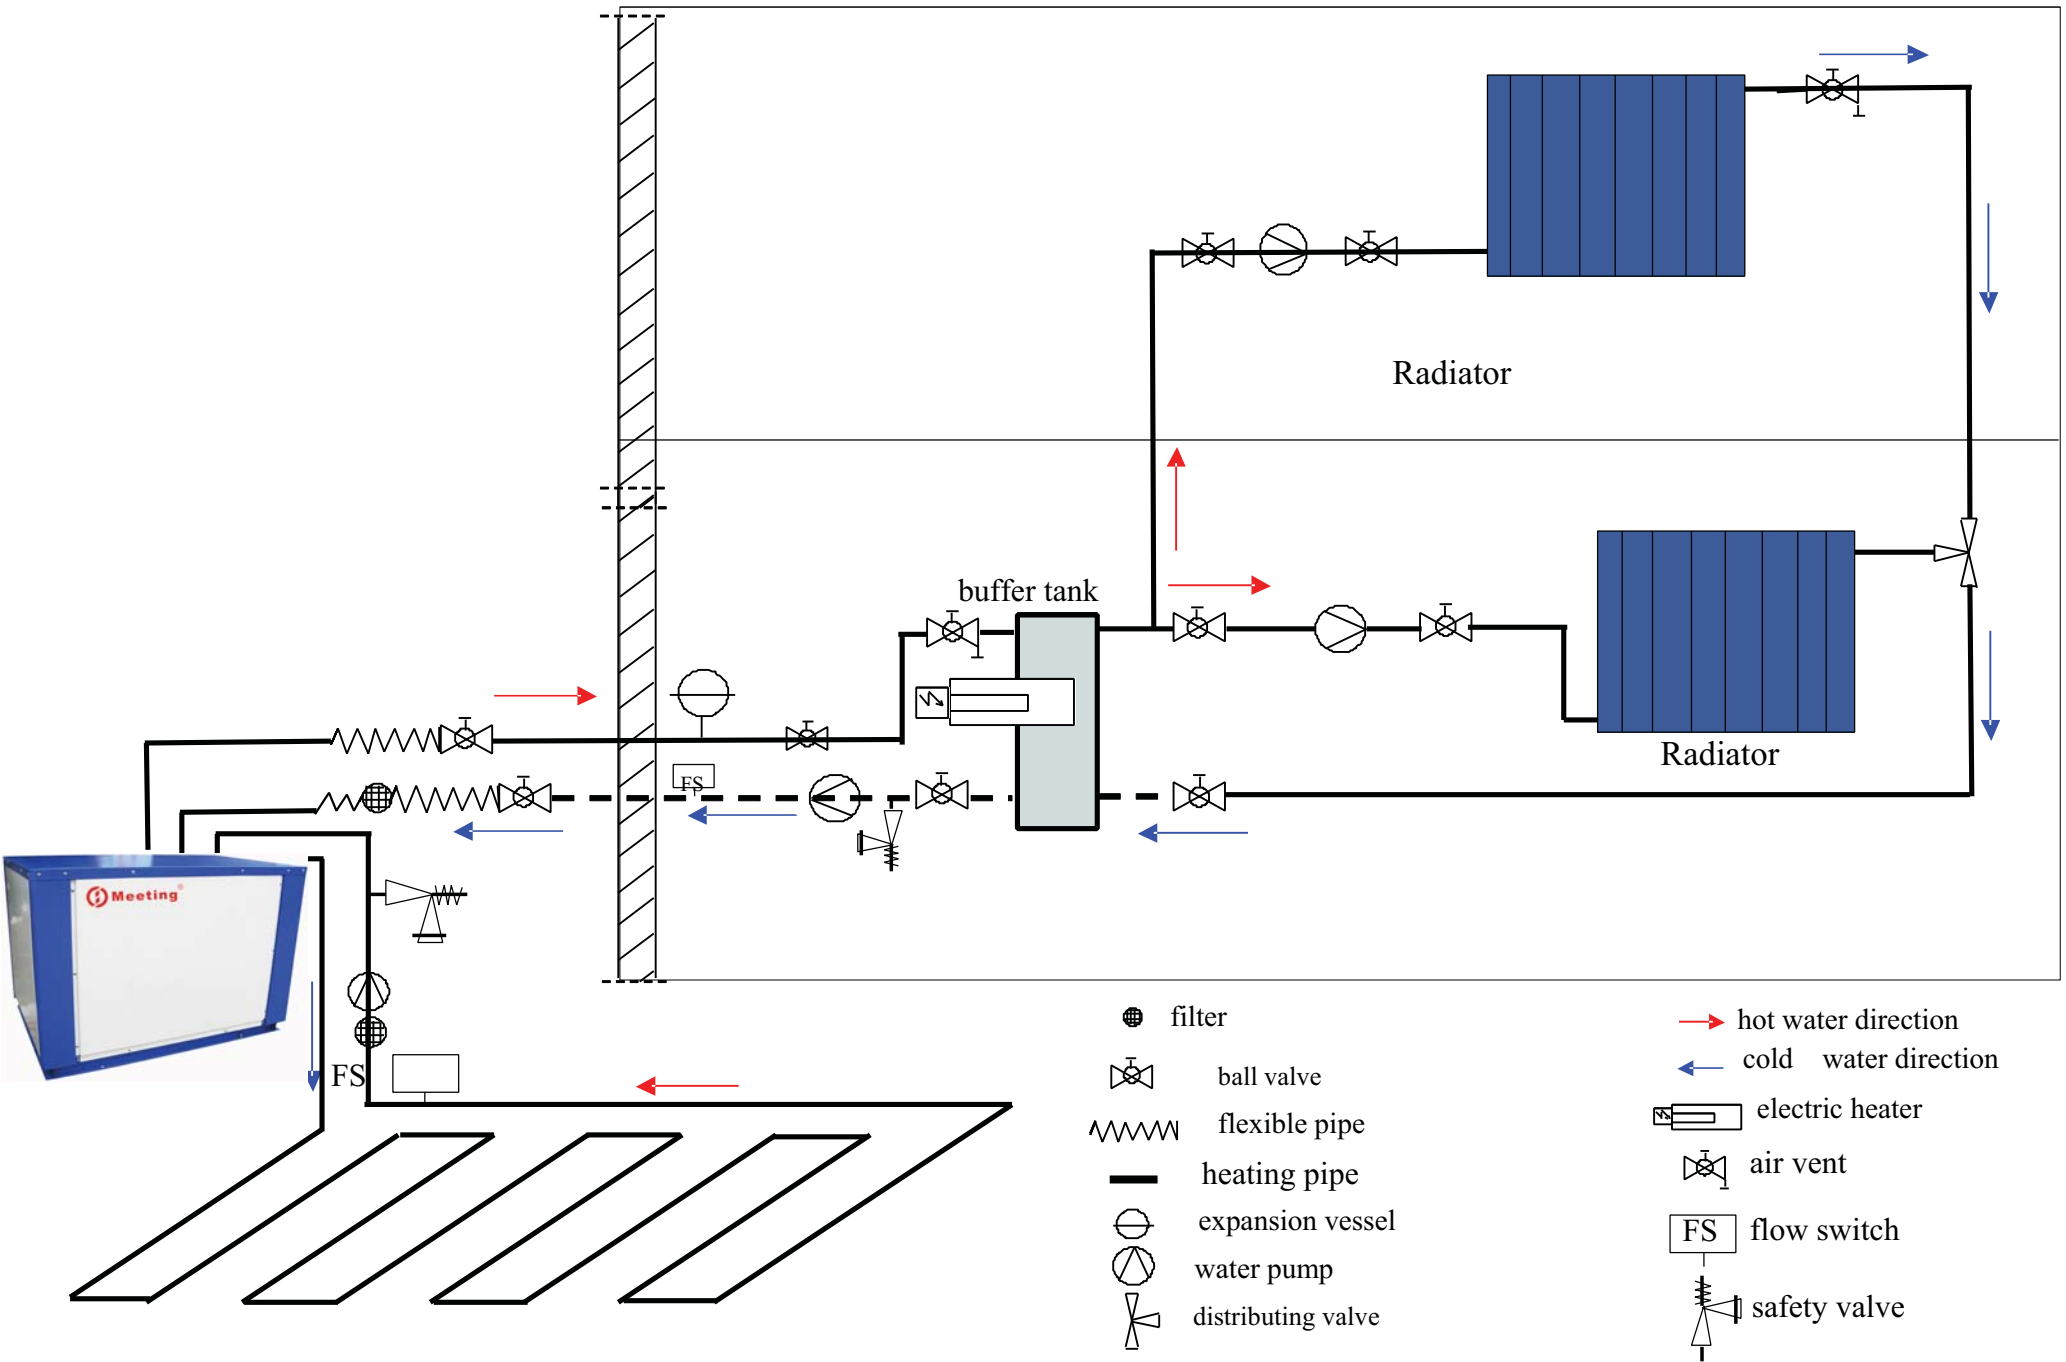 Radiator
buffer tank
Radiator
FS
Meeting
FS
filter
ball valve
flexible pipe
heating pipe
expansion vessel
water pump
distributing valve
hot water direction
cold water direction
electric heater
air vent
FS flow switch
safety valve